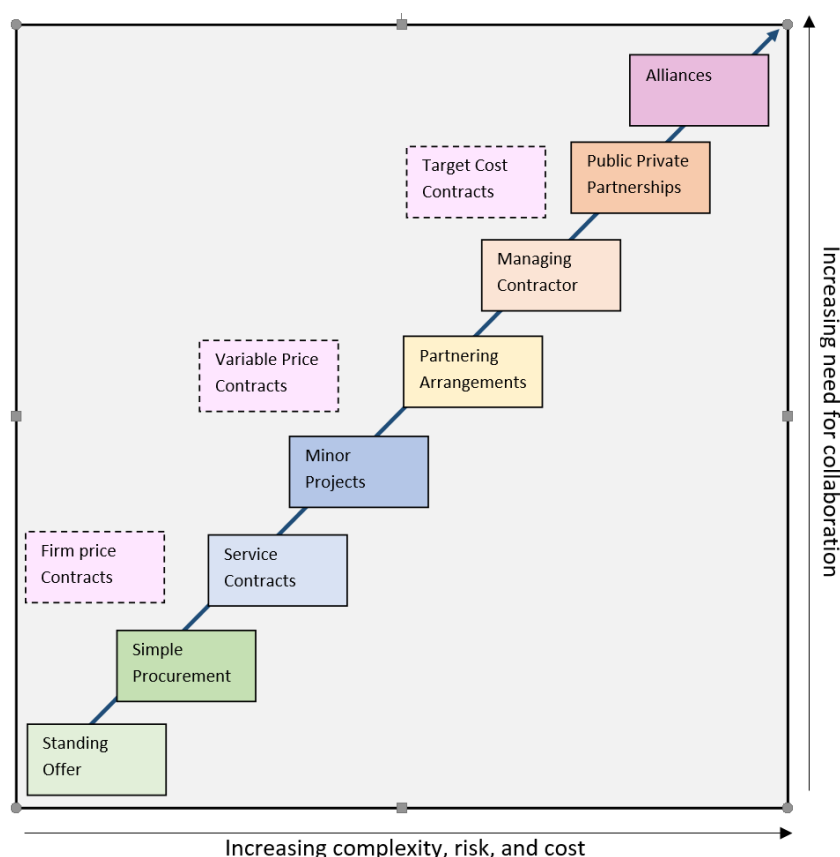 Alliances
Target Cost
Contracts
Public Private
Partnerships
Managing
Contractor
Variable Price
Contracts
Partnering
Arrangements
Minor
Projects
Firm price
Contracts
Service
Contracts
Simple
Procurement
Standing
Offer
Increasing need for collaboration
Increasing complexity, risk, and cost